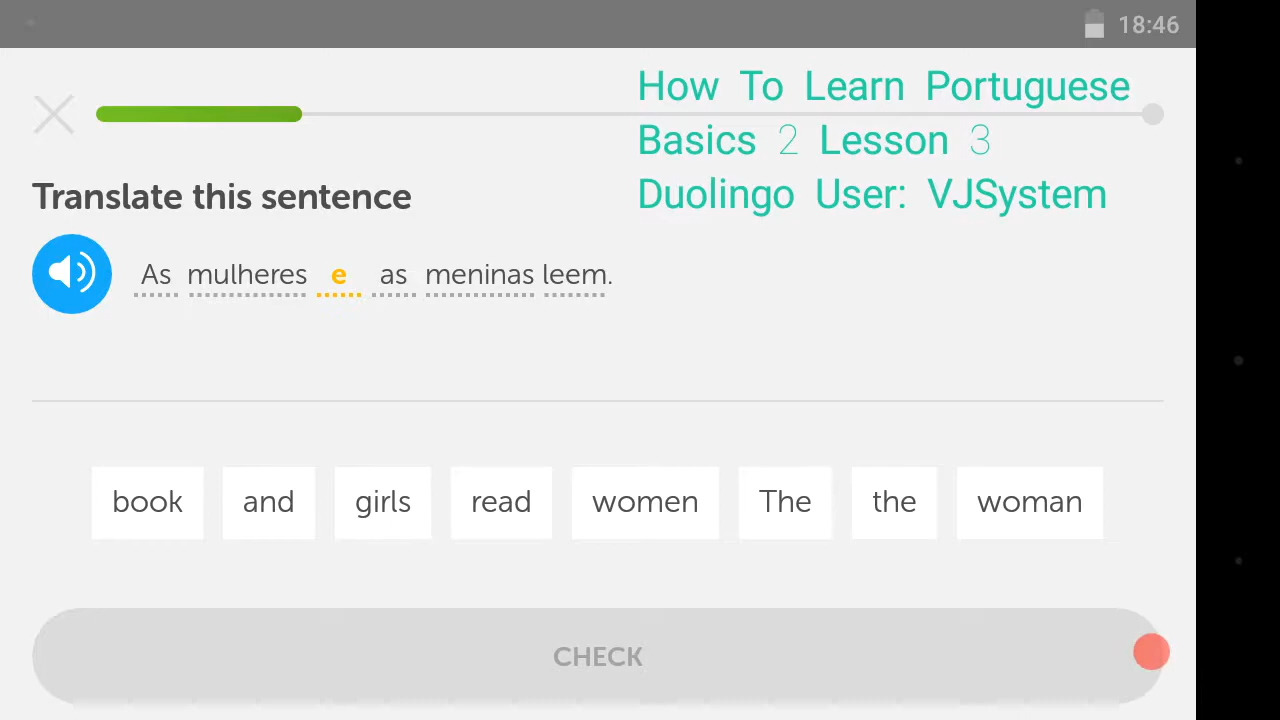 18:46
How To Learn Portuguese
Basics 2 Lesson 3
Duolingo User: VJSystem
Translate this sentence
As mulheres e as meninas leem.
book and girls read women The the woman
CHECK